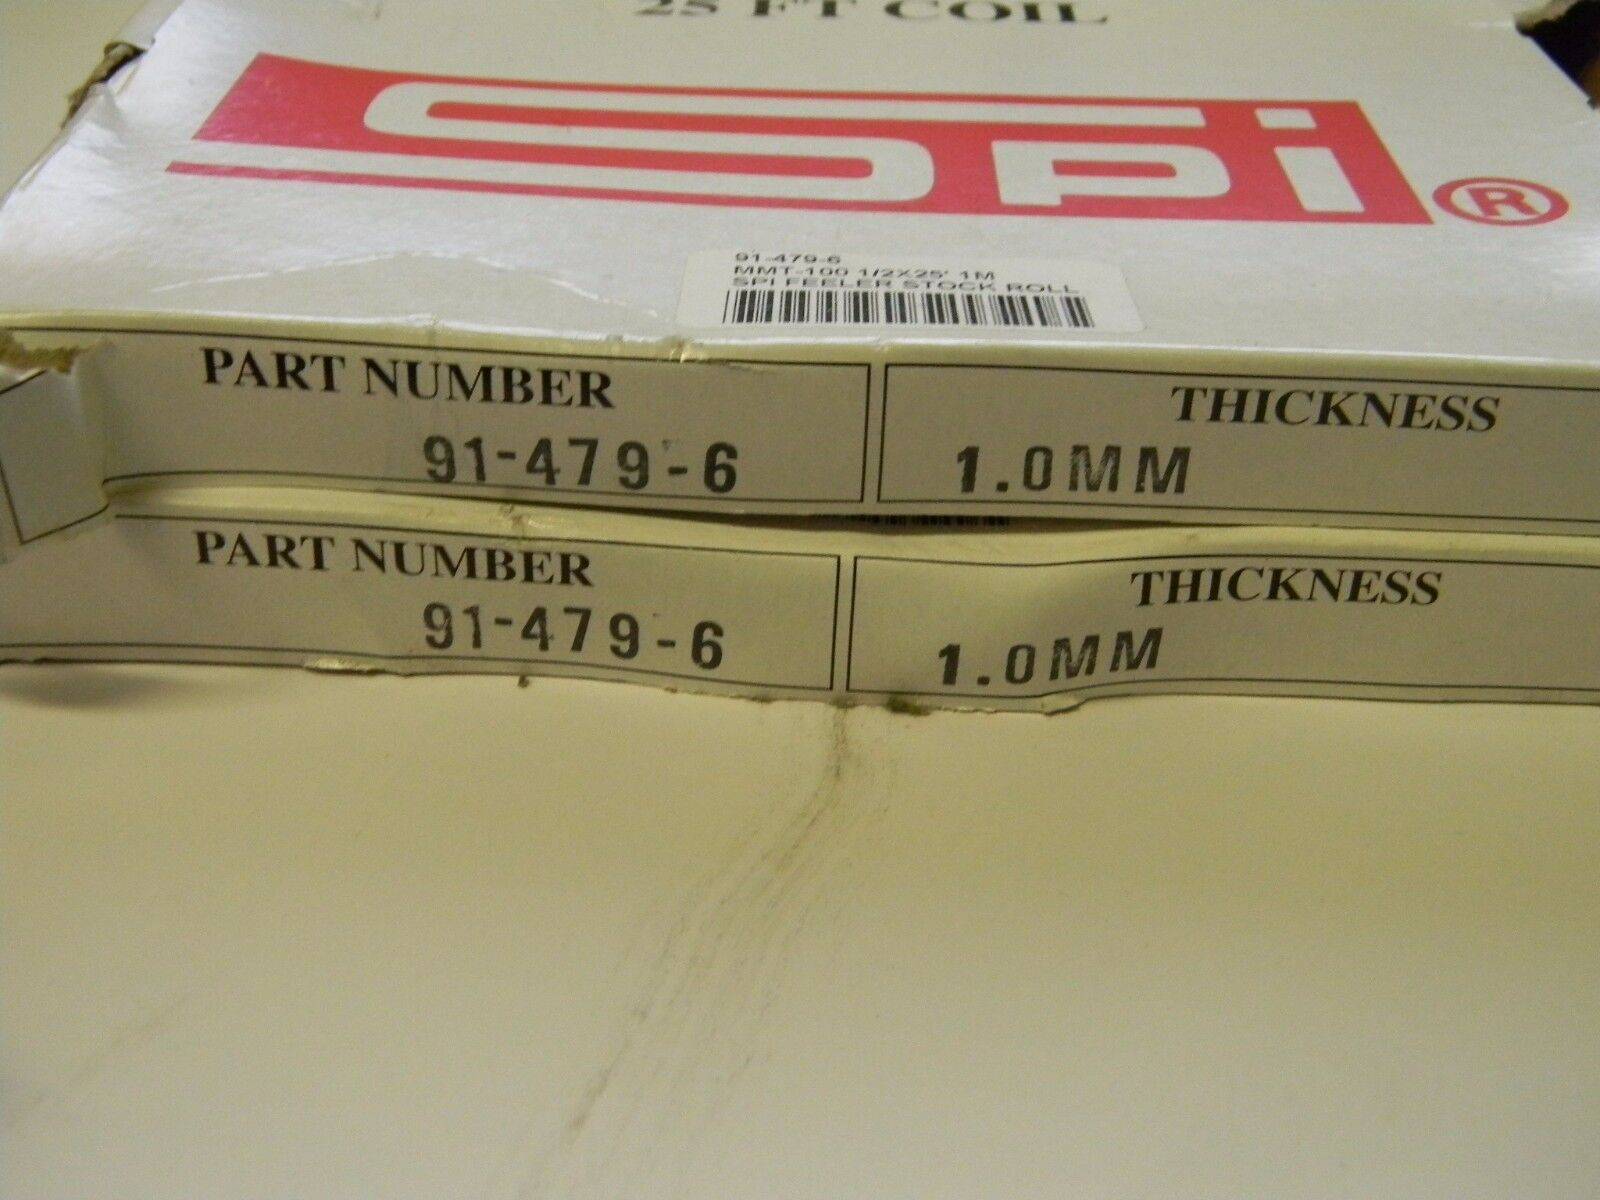 25 FT COIL
SPi®
91-479-6
MMT-100 1/2X25' 1M
SPI FEELER STOCK ROLL
PART NUMBER
91-479-6
THICKNESS
1.0MM
PART NUMBER
91-479-6
THICKNESS
1.0MM